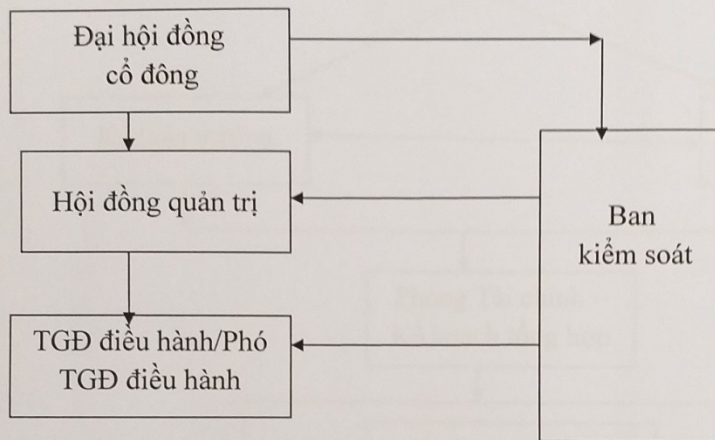 Đại hội đồng
cổ đông
Hội đồng quản trị
Ban
kiểm soát
TGĐ điều hành/Phó
TGĐ điều hành